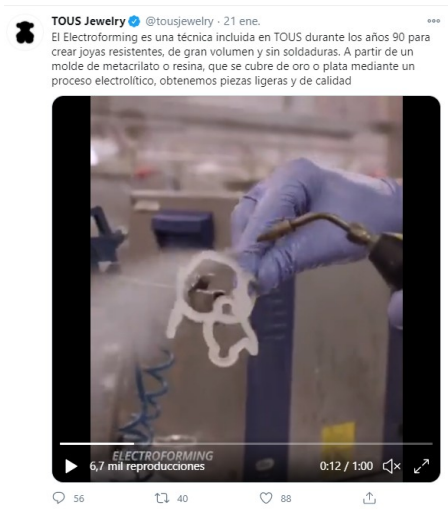 TOUS Jewelry @tousjewelry · 21 ene.
El Electroforming es una técnica incluida en TOUS durante los años 90 para
crear joyas resistentes, de gran volumen y sin soldaduras. A partir de un
molde de metacrilato o resina, que se cubre de oro o plata mediante un
proceso electrolítico, obtenemos piezas ligeras y de calidad
ELECTROFORMING
6,7 mil reproducciones
0:12 / 1:00
56
40
88